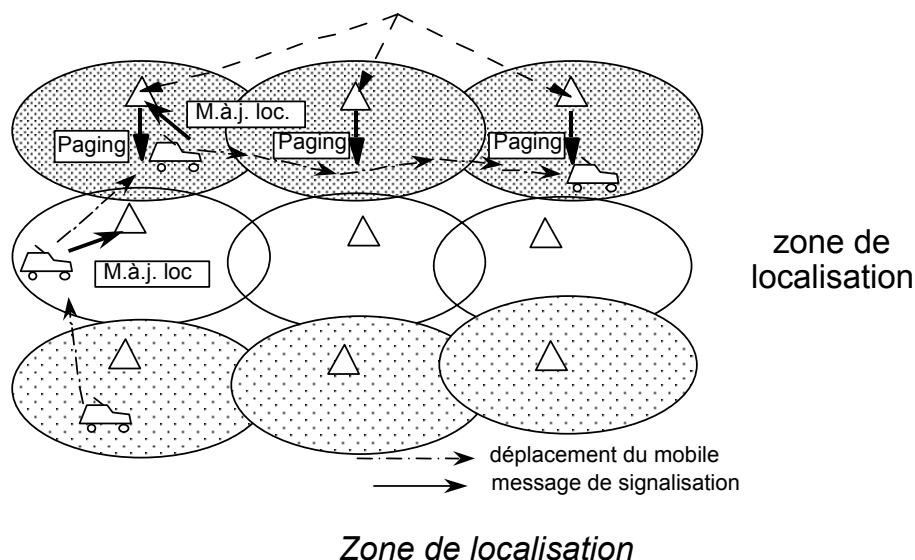 M.à.j. loc.
Paging
Paging
Paging
M.à.j. loc
zone de
localisation
déplacement du mobile
message de signalisation
Zone de localisation